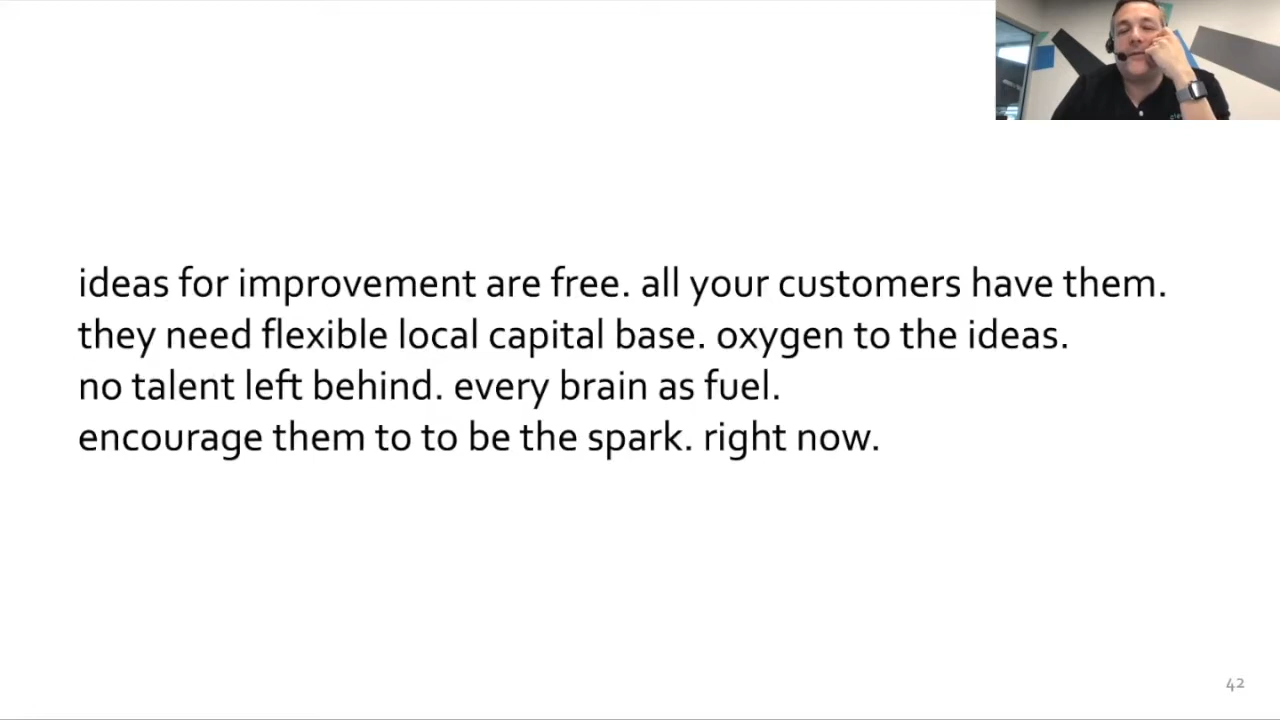 ideas for improvement are free. all your customers have them.
they need flexible local capital base. oxygen to the ideas.
no talent left behind. every brain as fuel.
encourage them to to be the spark. right now.
42